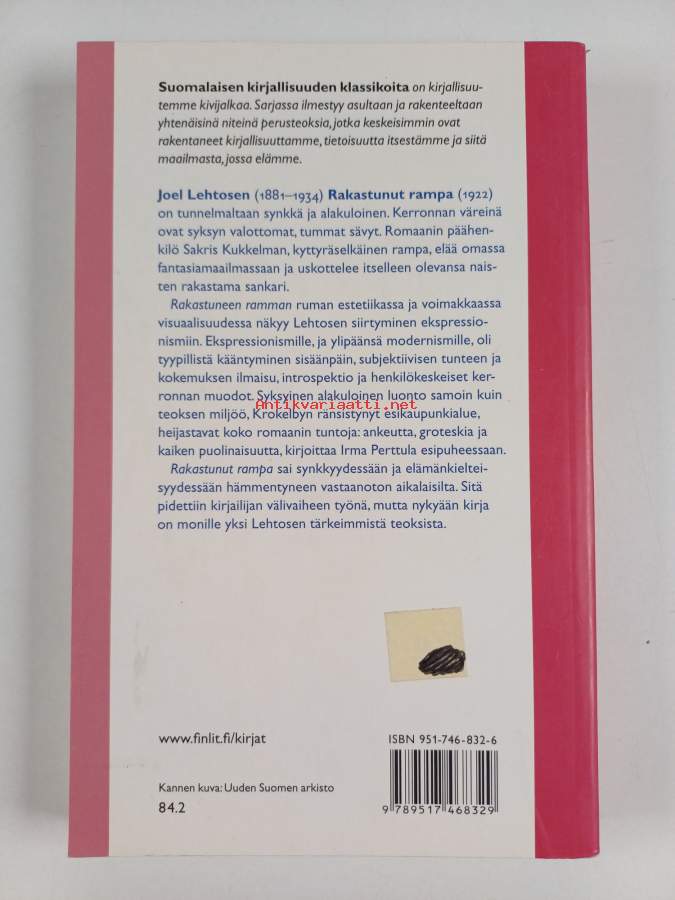 Suomalaisen kirjallisuuden klassikoita on kirjallisuu-
temme kivijalkaa. Sarjassa ilmestyy asultaan ja rakenteeltaan
yhtenäisinä niteinä perusteoksia, jotka keskeisimmin ovat
rakentaneet kirjallisuuttamme, tietoisuutta itsestämme ja siitä
maailmasta, jossa elämme.
Joel Lehtosen (1881–1934) Rakastunut rampa (1922)
on tunnelmaltaan synkkä ja alakuloinen. Kerronnan väreinä
ovat syksyn valottomat, tummat sävyt. Romaanin päähen-
kilö Sakris Kukkelman, kyttyräselkäinen rampa, elää omassa
fantasiamaailmassaan ja uskottelee itselleen olevansa nais-
ten rakastama sankari.
Rakastuneen ramman ruman estetiikassa ja voimakkaassa
visuaalisuudessa näkyy Lehtosen siirtyminen ekspressio-
nismiin. Ekspressionismille, ja ylipäänsä modernismille, oli
tyypillistä kääntyminen sisäänpäin, subjektiivisen tunteen ja
kokemuksen ilmaisu, introspektio ja henkilökeskeiset ker-
ronnan muodot. Syksyinen alakuloinen luonto samoin kuin
Antikvariaatti.net
teoksen miljöö, Krokelbyn ränsistynyt esikaupunkialue,
heijastavat koko romaanin tuntoja: ankeutta, groteskia ja
kaiken puolinaisuutta, kirjoittaa Irma Perttula esipuheessaan.
Rakastunut rampa sai synkkyydessään ja elämänkieltei-
syydessään hämmentyneen vastaanoton aikalaisilta. Sitä
pidettiin kirjailijan välivaiheen työnä, mutta nykyään kirja
on monille yksi Lehtosen tärkeimmistä teoksista.
www.finlit.fi/kirjat
ISBN 951-746-832-6
Kannen kuva: Uuden Suomen arkisto
84.2
9 789517 468329